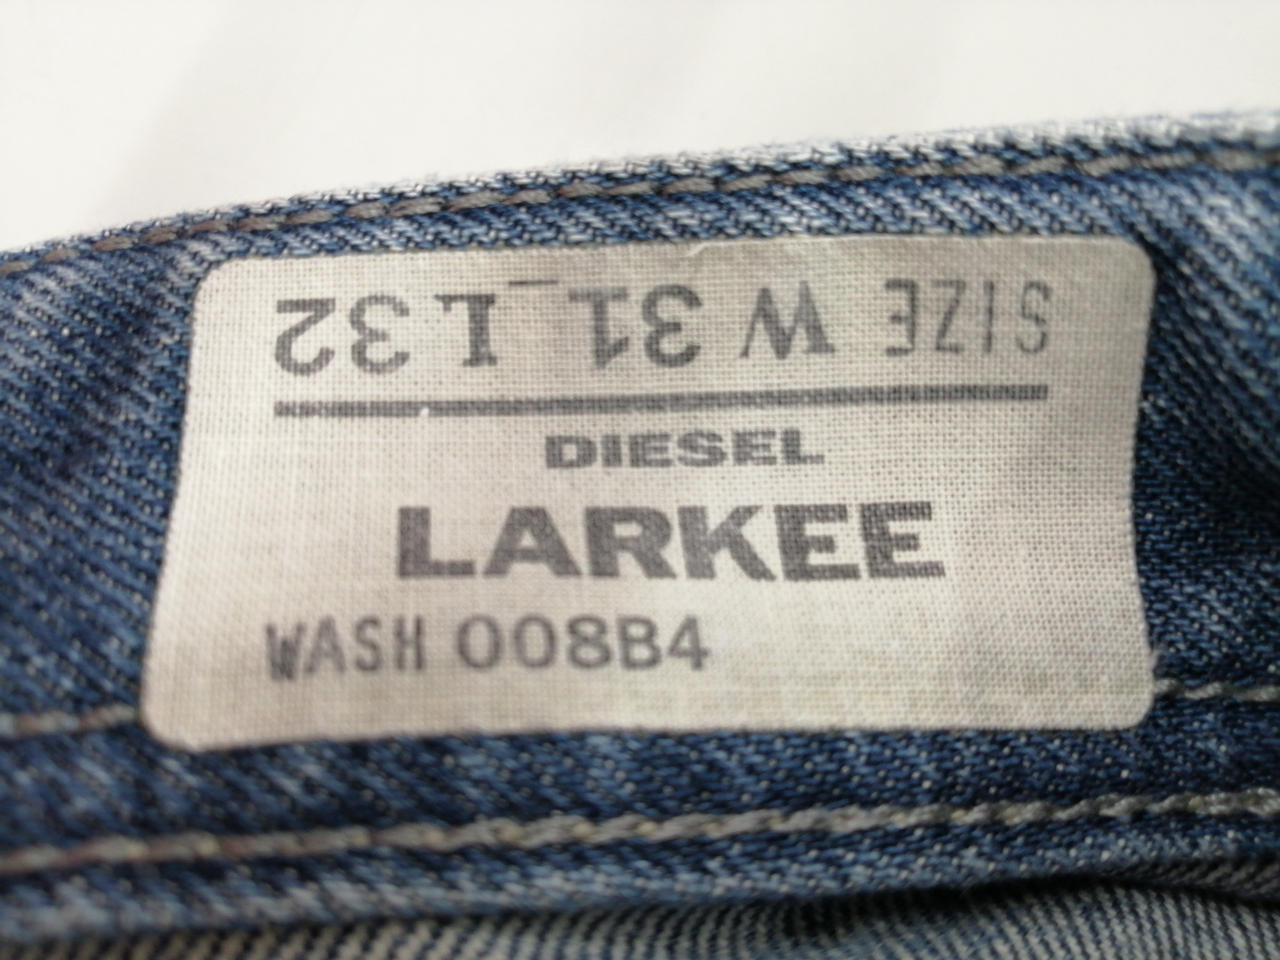 SIZE W 31 L 32
DIESEL
LARKEE
WASH 008B4